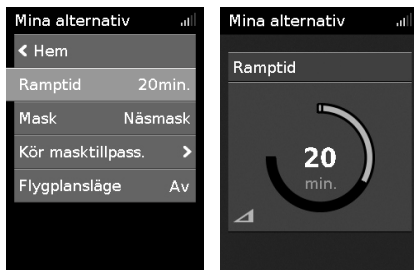 Mina alternativ
Hem
Ramptid 20min.
Mask Näsmask
Kör masktillpass.
Flygplansläge Av
Mina alternativ
Ramptid
20
min.